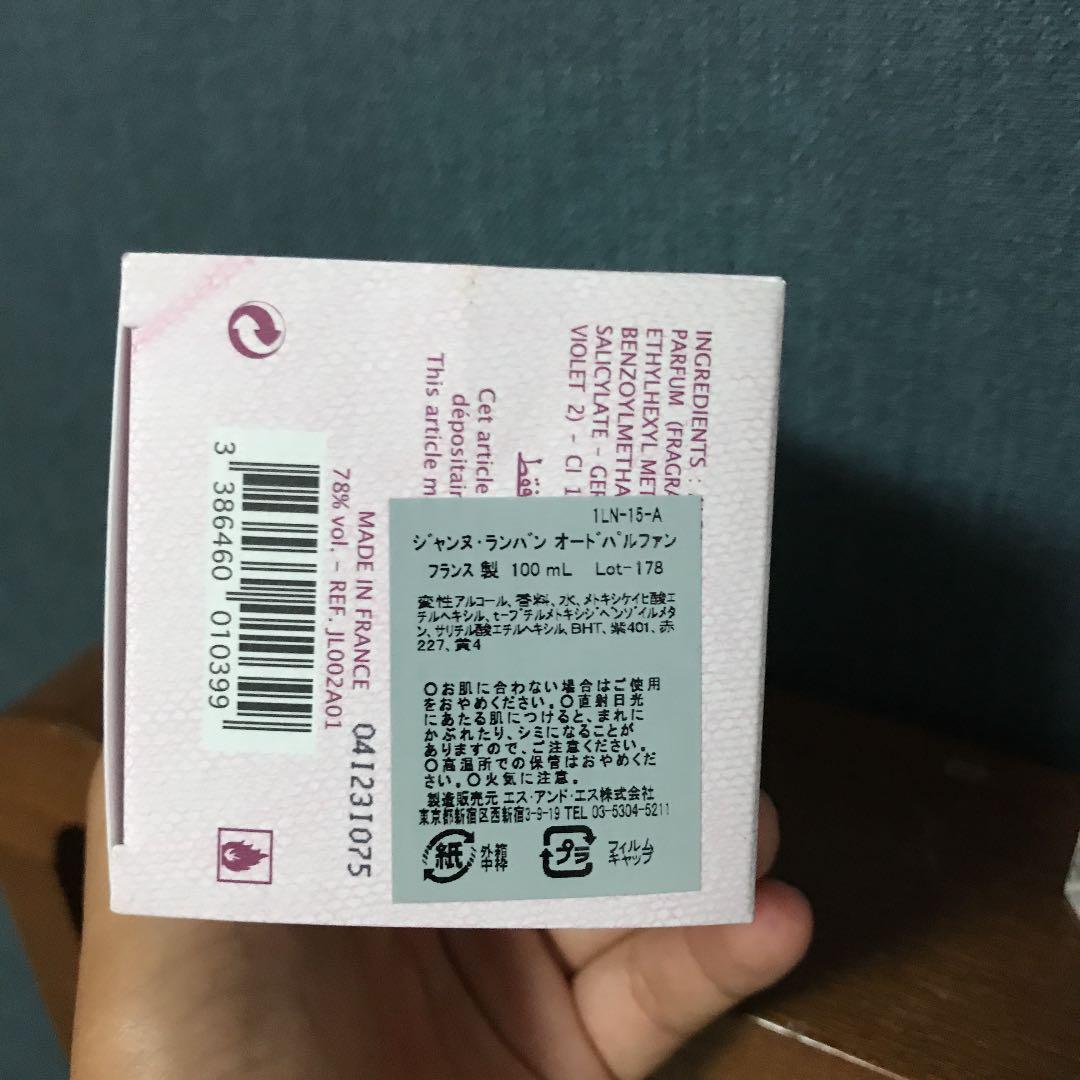 INGREDIENTS :
PARFUM (FRAGRA
ETHYLHEXYL MET
BENZOYLMETHA
SALICYLATE - GER
VIOLET 2) - CI 1
فقط
Cet article
dépositair
This article m
MADE IN FRANCE
78% vol. - REF. JL002A01
3 386460 010399
04123I075
1LN-15-A
ジャンヌ・ランバン オードパルファン
フランス 製 100 mL Lot-178
変性アルコール、香料、水、メトキシケイヒ酸エ
チルヘキシル、t-ブチルメトキシジベンゾイルメタ
ン、サリチル酸エチルヘキシル、BHT、紫401、赤
227、黄4
○お肌に合わない場合はご使用
をおやめください。○直射日光
にあたる肌につけると、まれに
かぶれたり、シミになることが
ありますので、ご注意ください。
○高温所での保管はおやめくだ
さい。○火気に注意。
製造販売元 エス・アンド・エス株式会社
東京都新宿区西新宿3-9-19 TEL 03-5304-5211
紙 外箱
中枠
プラ フィルム
キャップ